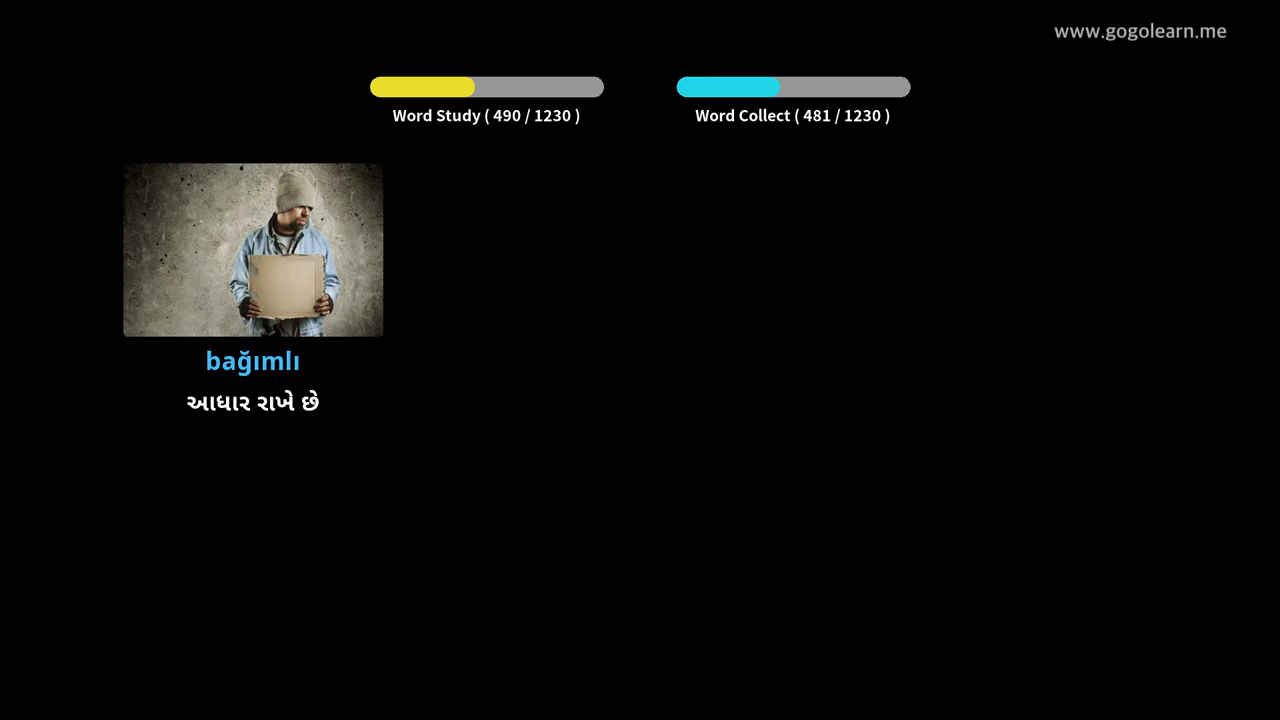 www.gogolearn.me
Word Study ( 490 / 1230 )
Word Collect ( 481 / 1230 )
bağımlı
આધાર રાખે છે